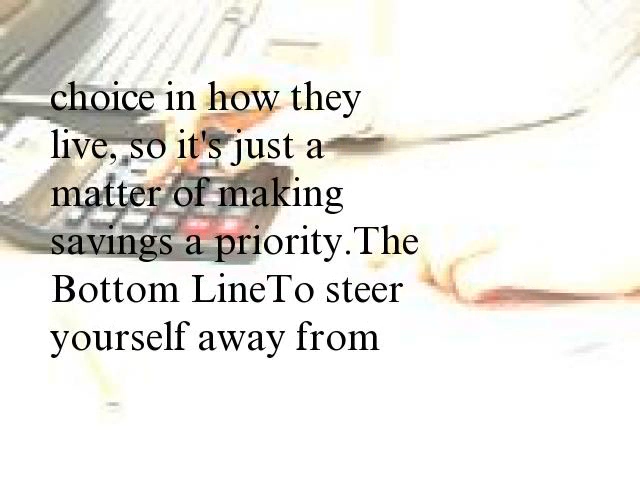 choice in how they
live, so it's just a
matter of making
savings a priority.The
Bottom LineTo steer
yourself away from